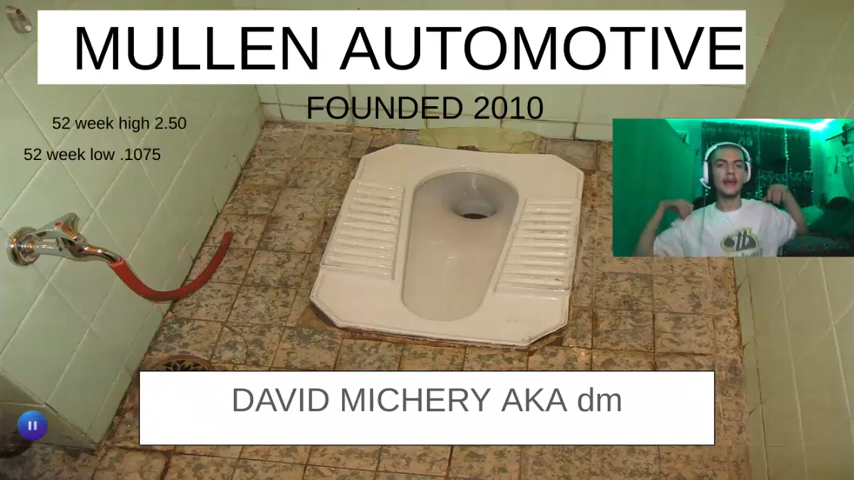 MULLEN AUTOMOTIVE
FOUNDED 2010
52 week high 2.50
52 week low .1075
DAVID MICHERY AKA dm